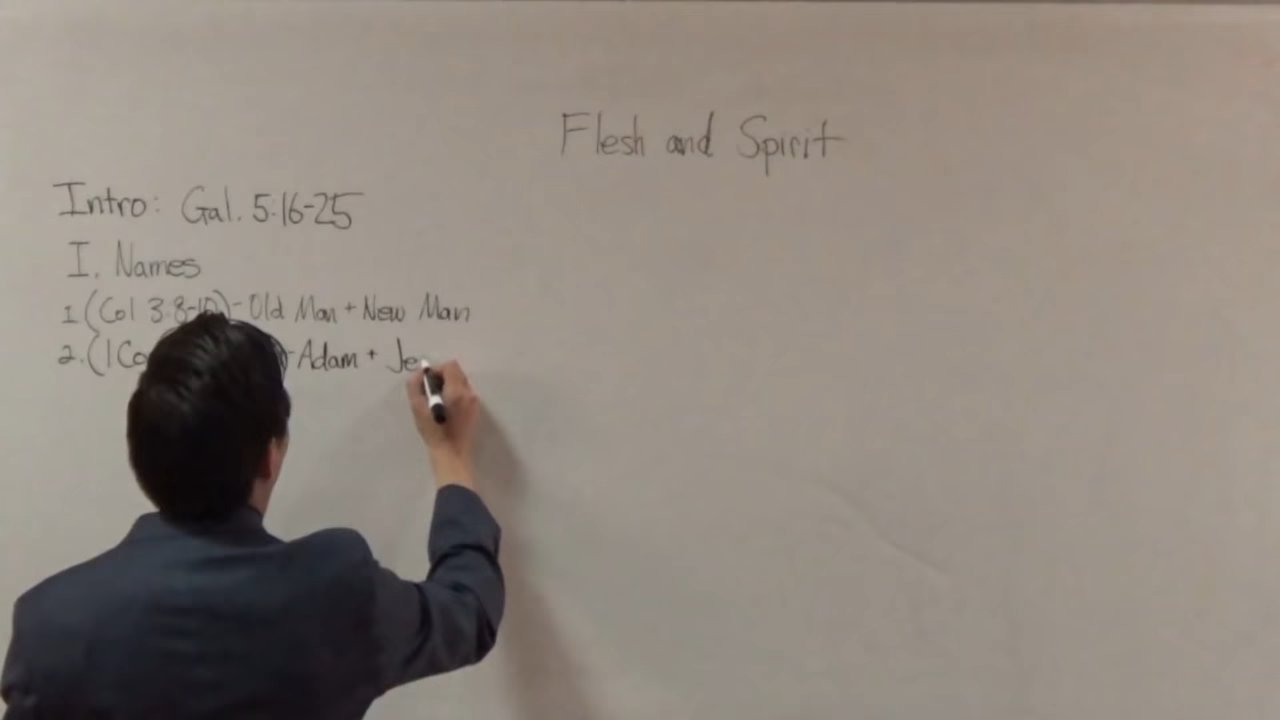 Flesh and Spirit
Intro: Gal. 5:16-25
I. Names
1. (Col 3:8-10)-Old Man + New Man
2. (1 Co -Adam + Je